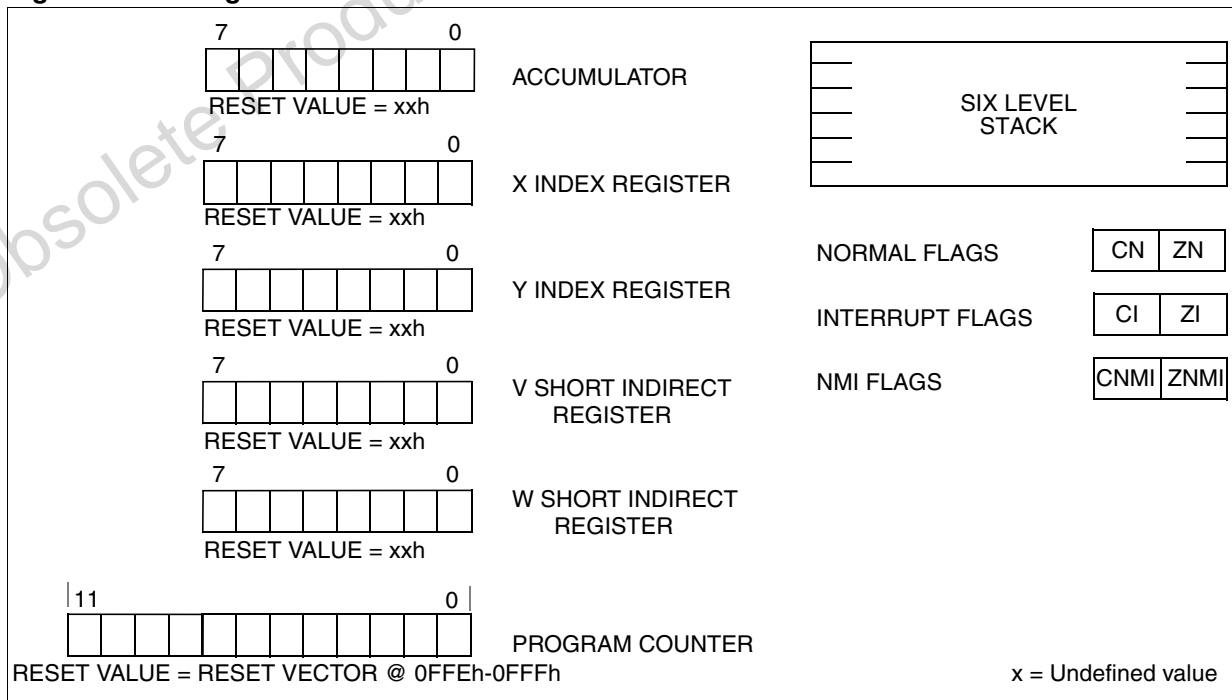 7 0
ACCUMULATOR
RESET VALUE = xxh
7 0
X INDEX REGISTER
RESET VALUE = xxh
7 0
Y INDEX REGISTER
RESET VALUE = xxh
7 0
V SHORT INDIRECT
REGISTER
RESET VALUE = xxh
7 0
W SHORT INDIRECT
REGISTER
RESET VALUE = xxh
11 0
PROGRAM COUNTER
RESET VALUE = RESET VECTOR @ 0FFEh-0FFFh
SIX LEVEL
STACK
NORMAL FLAGS CN ZN
INTERRUPT FLAGS CI ZI
NMI FLAGS CNMI ZNMI
x = Undefined value